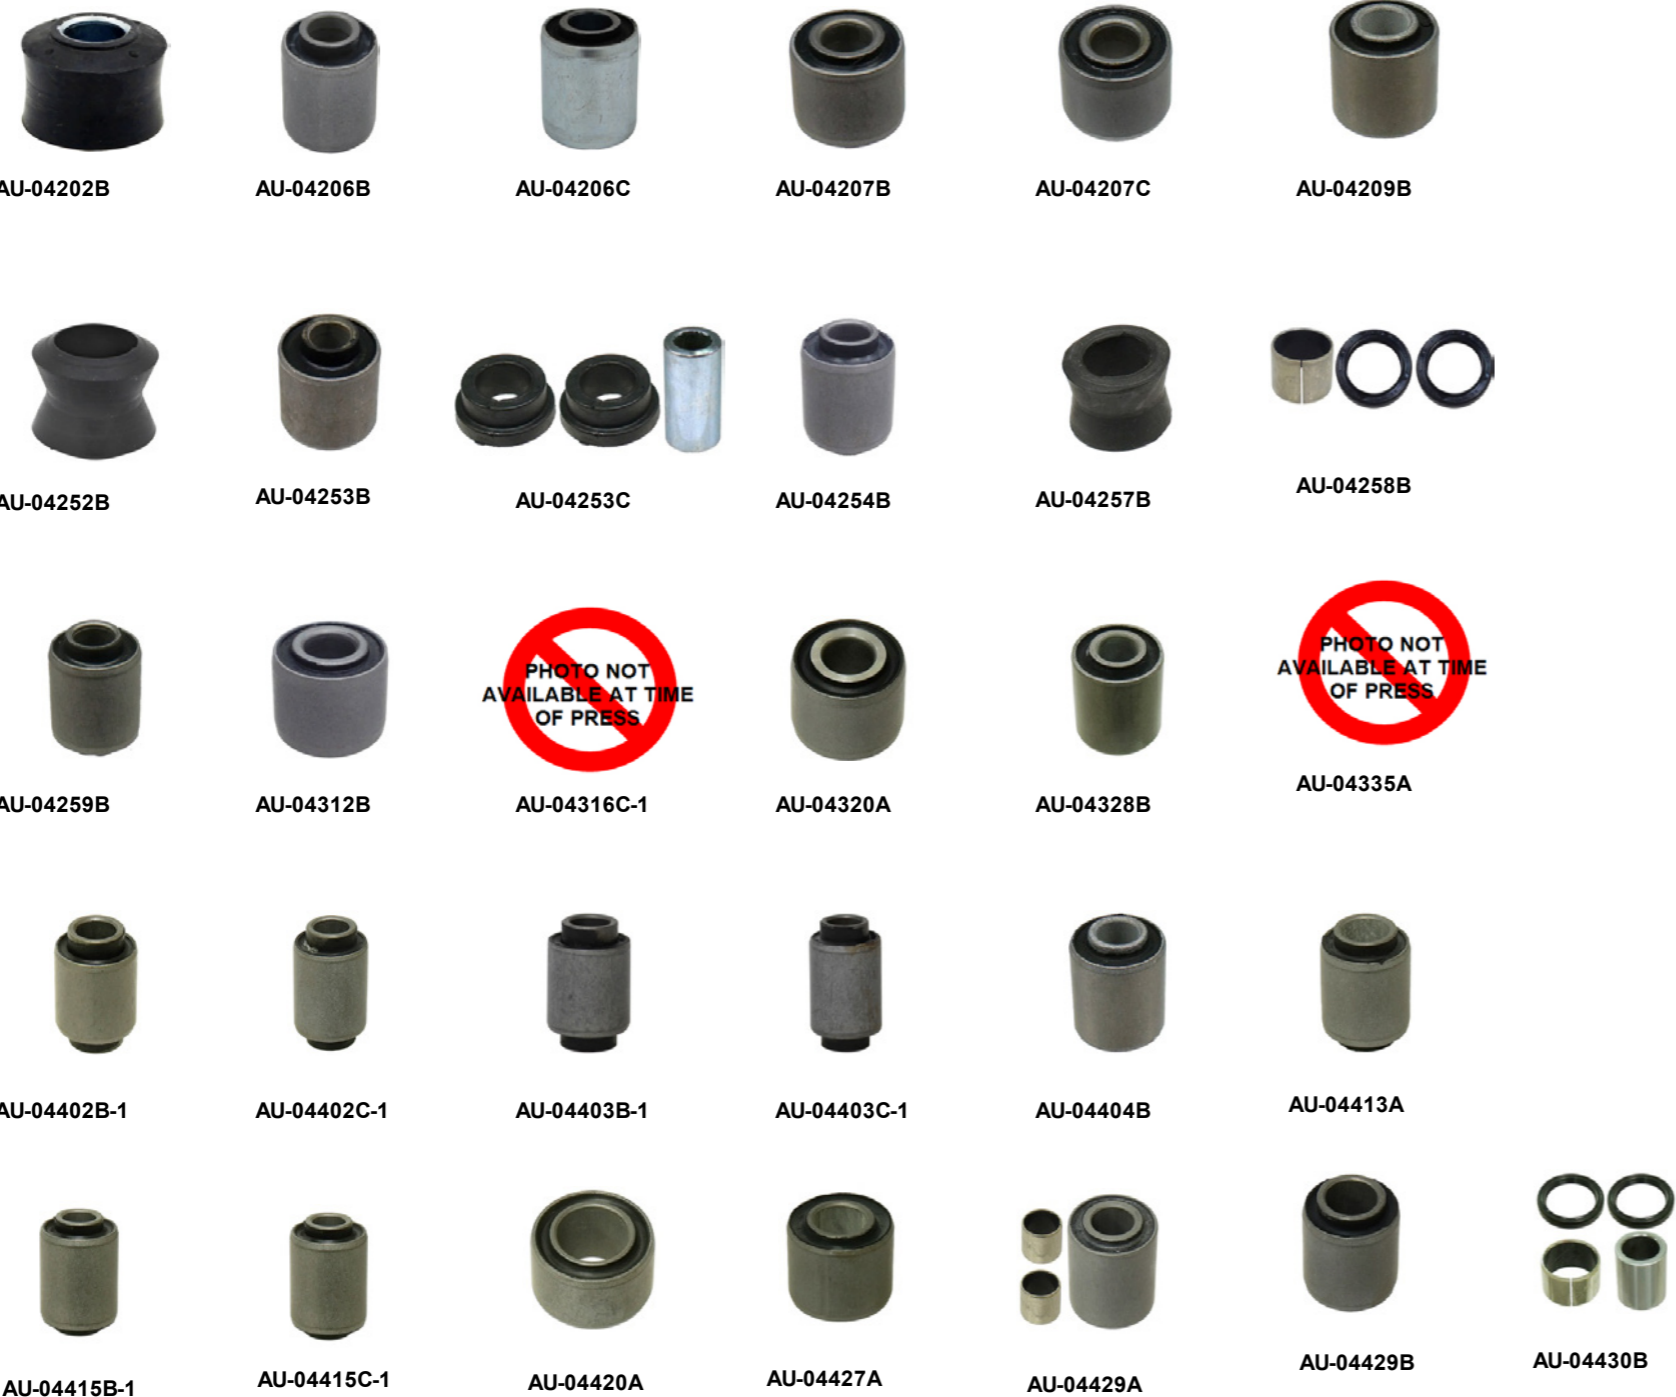 AU-04202B
AU-04206B
AU-04206C
AU-04207B
AU-04207C
AU-04209B
AU-04252B
AU-04253B
AU-04253C
AU-04254B
AU-04257B
AU-04258B
PHOTO NOT
AVAILABLE AT TIME
OF PRESS
PHOTO NOT
AVAILABLE AT TIME
OF PRESS
AU-04259B
AU-04312B
AU-04316C-1
AU-04320A
AU-04328B
AU-04335A
AU-04402B-1
AU-04402C-1
AU-04403B-1
AU-04403C-1
AU-04404B
AU-04413A
AU-04415B-1
AU-04415C-1
AU-04420A
AU-04427A
AU-04429A
AU-04429B
AU-04430B